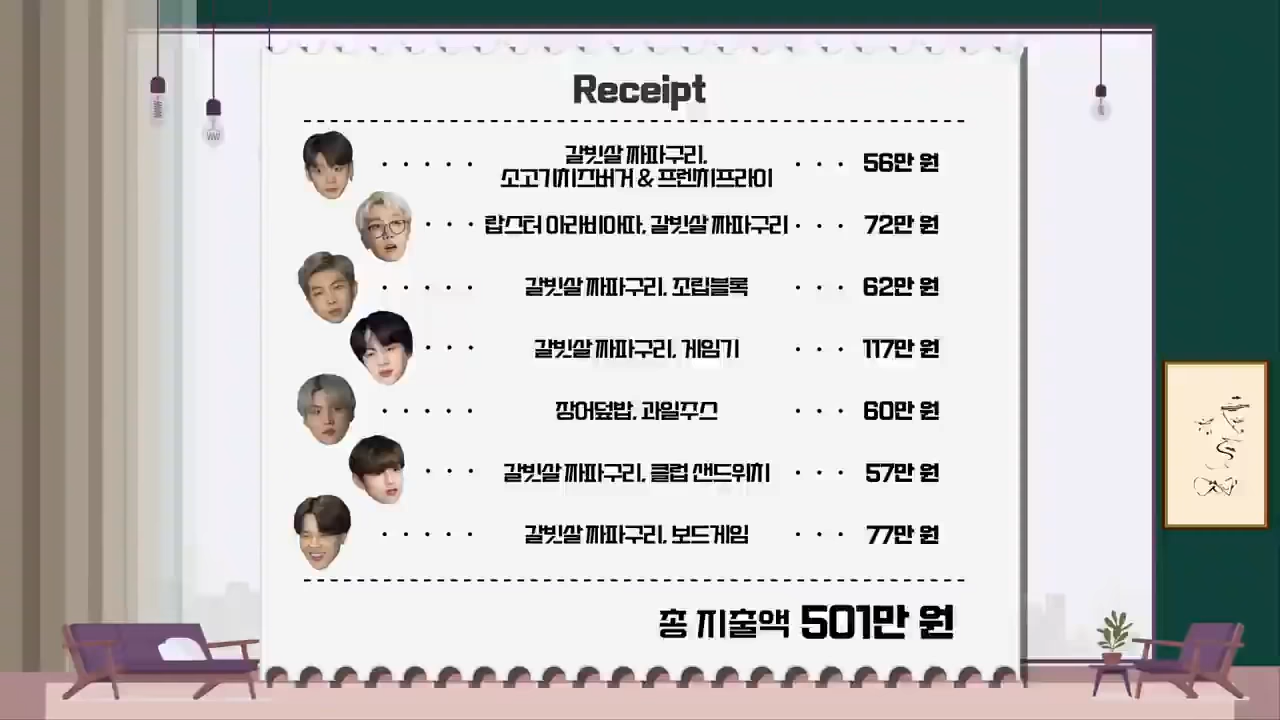 Receipt
갈빗살 짜파구리,
소고기치즈버거 & 프렌치프라이
56만 원
랍스터 아라비아따, 갈빗살 짜파구리
72만 원
갈빗살 짜파구리, 조립블록
62만 원
갈빗살 짜파구리, 게임기
117만 원
장어덮밥, 과일주스
60만 원
갈빗살 짜파구리, 클럽 샌드위치
57만 원
갈빗살 짜파구리, 보드게임
77만 원
총 지출액 501만 원